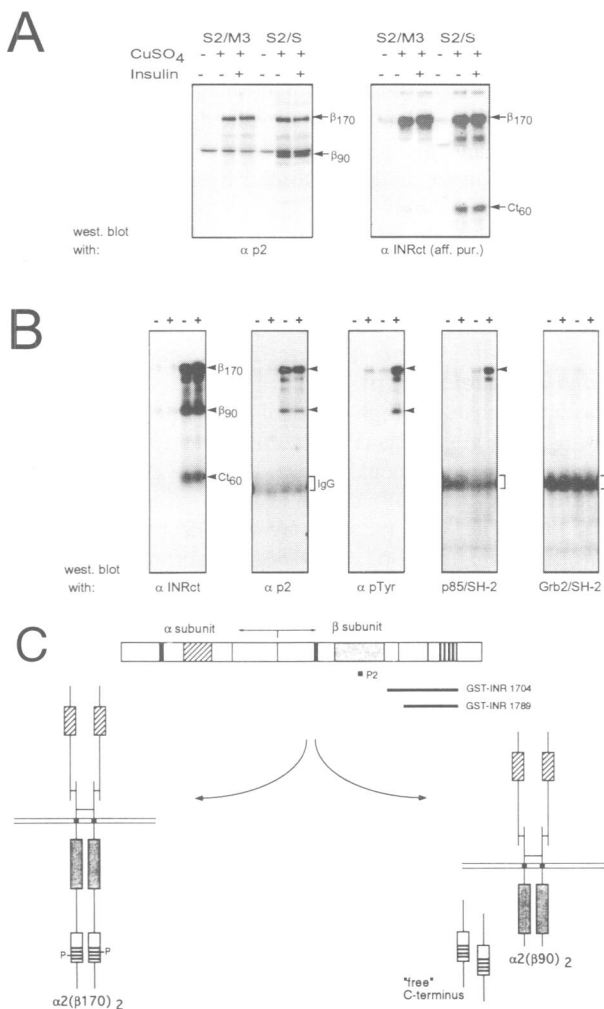 A
S2/M3 S2/S S2/M3 S2/S
CuSO4 - + + - + + - + + - + +
Insulin - - + - - + - - + - - +
β170
β90
β170
Ct60
west. blot
with: α p2 α INRct (aff. pur.)
B
- + - + - + - + - + - + - + - + - + - +
β170
β90
Ct60
IgG
west. blot
with: α INRct α p2 α pTyr p85/SH-2 Grb2/SH-2
C
α subunit β subunit
P2
GST-INR 1704
GST-INR 1789
P P
α2(β170)2
"free"
C-terminus
α2(β90)2